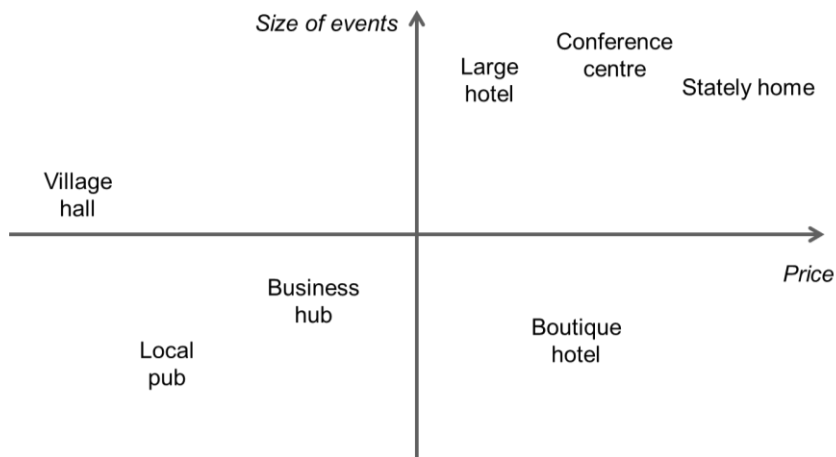 Size of events
Conference
centre
Large
hotel
Stately home
Village
hall
Price
Business
hub
Boutique
hotel
Local
pub